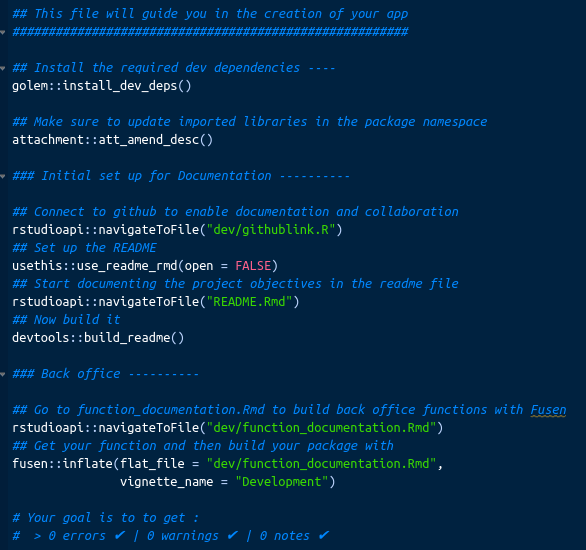 ## This file will guide you in the creation of your app
#######################################################
## Install the required dev dependencies ----
golem::install_dev_deps()
## Make sure to update imported libraries in the package namespace
attachment::att_amend_desc()
### Initial set up for Documentation ----------
## Connect to github to enable documentation and collaboration
rstudioapi::navigateToFile("dev/githublink.R")
## Set up the README
usethis::use_readme_rmd(open = FALSE)
## Start documenting the project objectives in the readme file
rstudioapi::navigateToFile("README.Rmd")
## Now build it
devtools::build_readme()
### Back office ----------
## Go to function_documentation.Rmd to build back office functions with Fusen
rstudioapi::navigateToFile("dev/function_documentation.Rmd")
## Get your function and then build your package with
fusen::inflate(flat_file = "dev/function_documentation.Rmd",
               vignette_name = "Development")
# Your goal is to to get :
#  > 0 errors ✔ | 0 warnings ✔ | 0 notes ✔